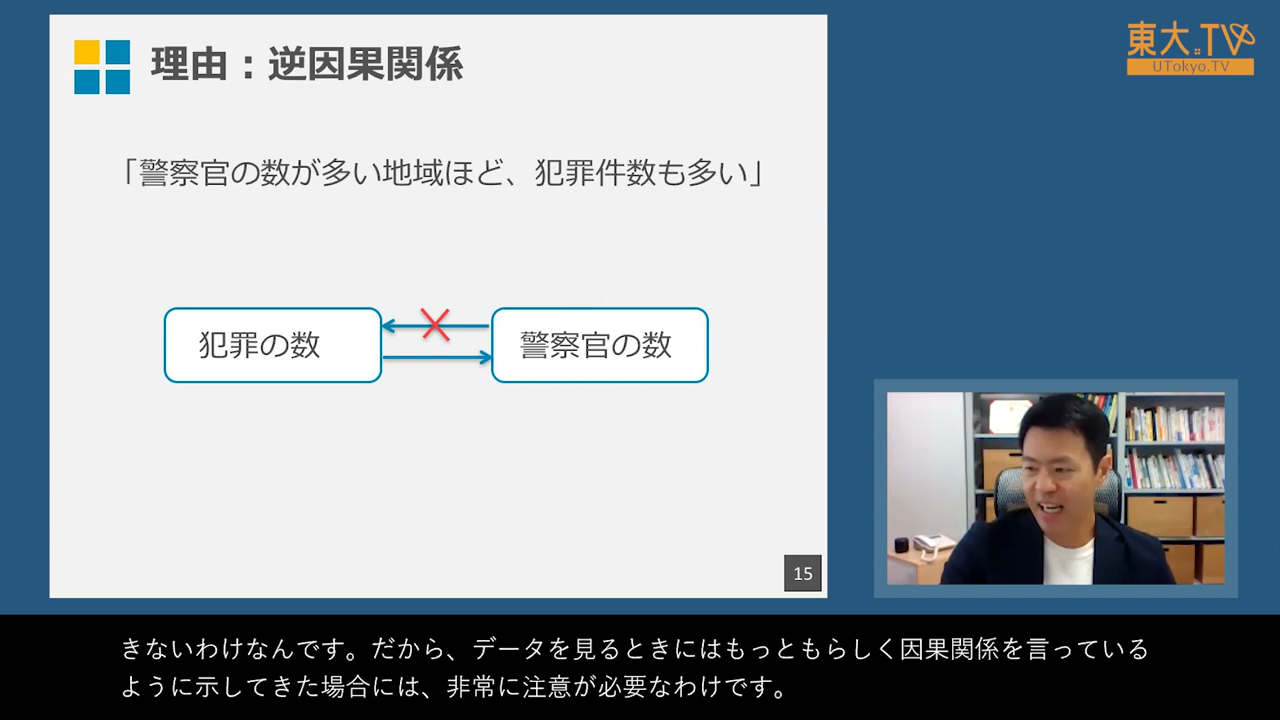 理由：逆因果関係
「警察官の数が多い地域ほど、犯罪件数も多い」
犯罪の数
警察官の数
15
東大.TV
UTokyo.TV
きないわけなんです。だから、データを見るときにはもっともらしく因果関係を言っている
ように示してきた場合には、非常に注意が必要なわけです。